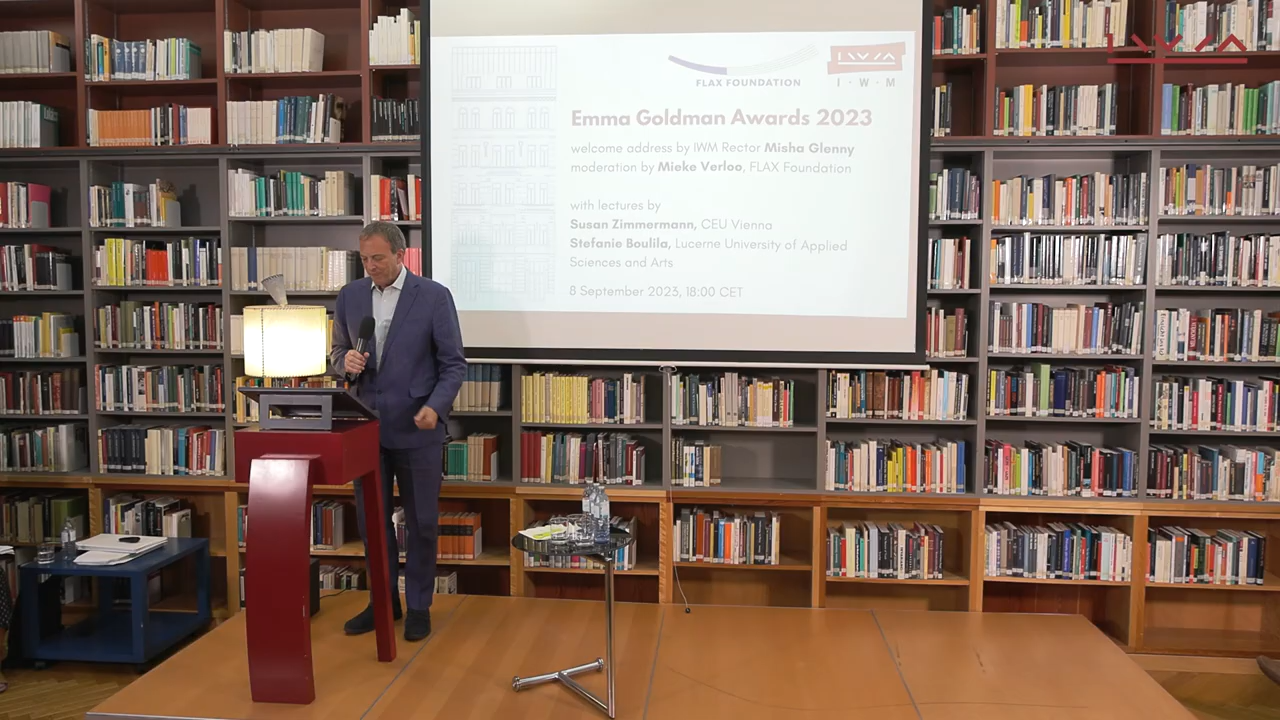 FLAX FOUNDATION
I·W·M
Emma Goldman Awards 2023
welcome address by IWM Rector Misha Glenny
moderation by Mieke Verloo, FLAX Foundation
with lectures by
Susan Zimmermann, CEU Vienna
Stefanie Boulila, Lucerne University of Applied
Sciences and Arts
8 September 2023, 18:00 CET